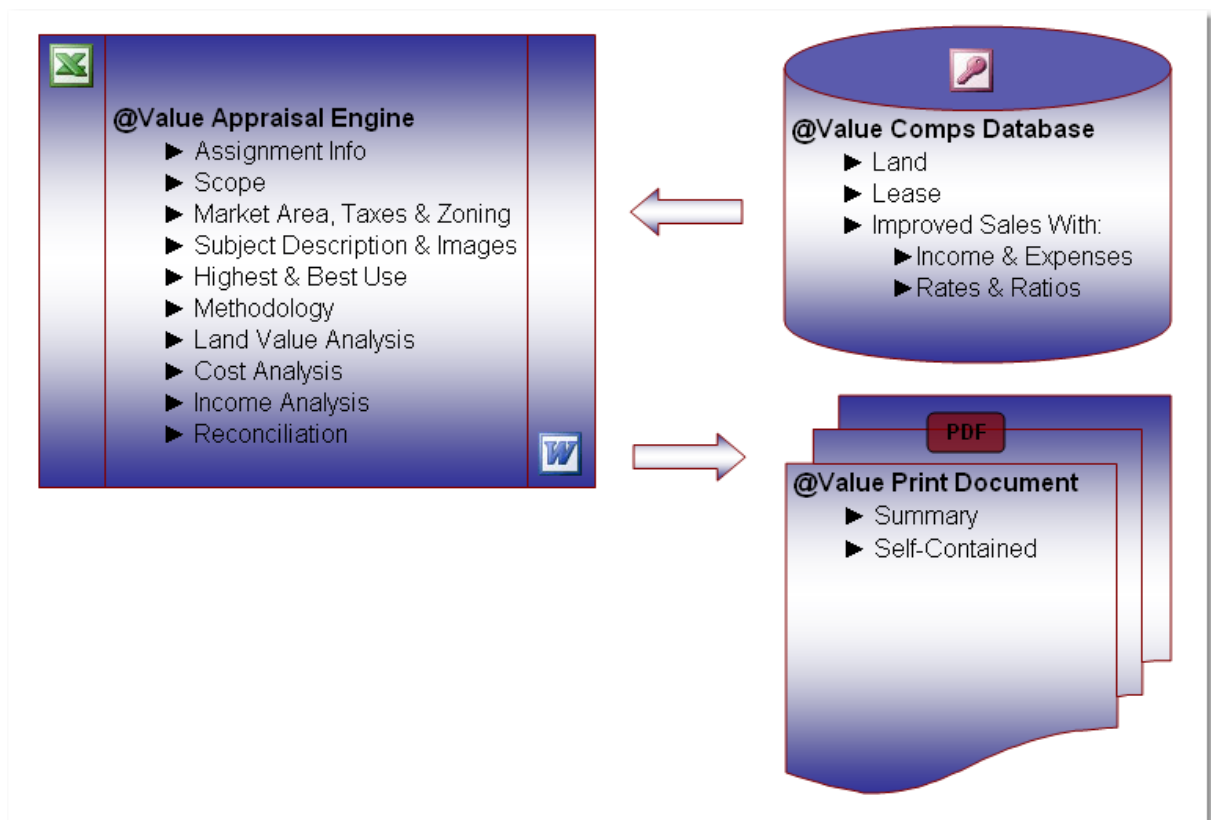 @Value Appraisal Engine
► Assignment Info
► Scope
► Market Area, Taxes & Zoning
► Subject Description & Images
► Highest & Best Use
► Methodology
► Land Value Analysis
► Cost Analysis
► Income Analysis
► Reconciliation
W
@Value Comps Database
► Land
► Lease
► Improved Sales With:
► Income & Expenses
► Rates & Ratios
PDF
@Value Print Document
► Summary
► Self-Contained